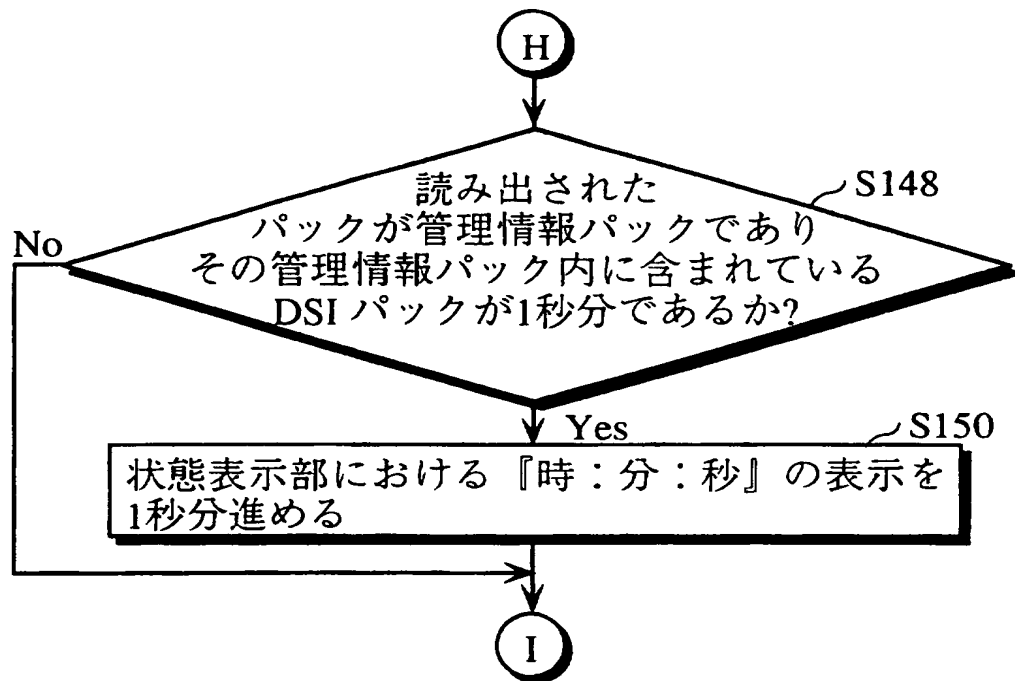 H
読み出された
S148
パックが管理情報パックであり
No
その管理情報パック内に含まれている
DSI パックが1秒分であるか?
Yes
S150
状態表示部における『時：分：秒』の表示を
1秒分進める
I